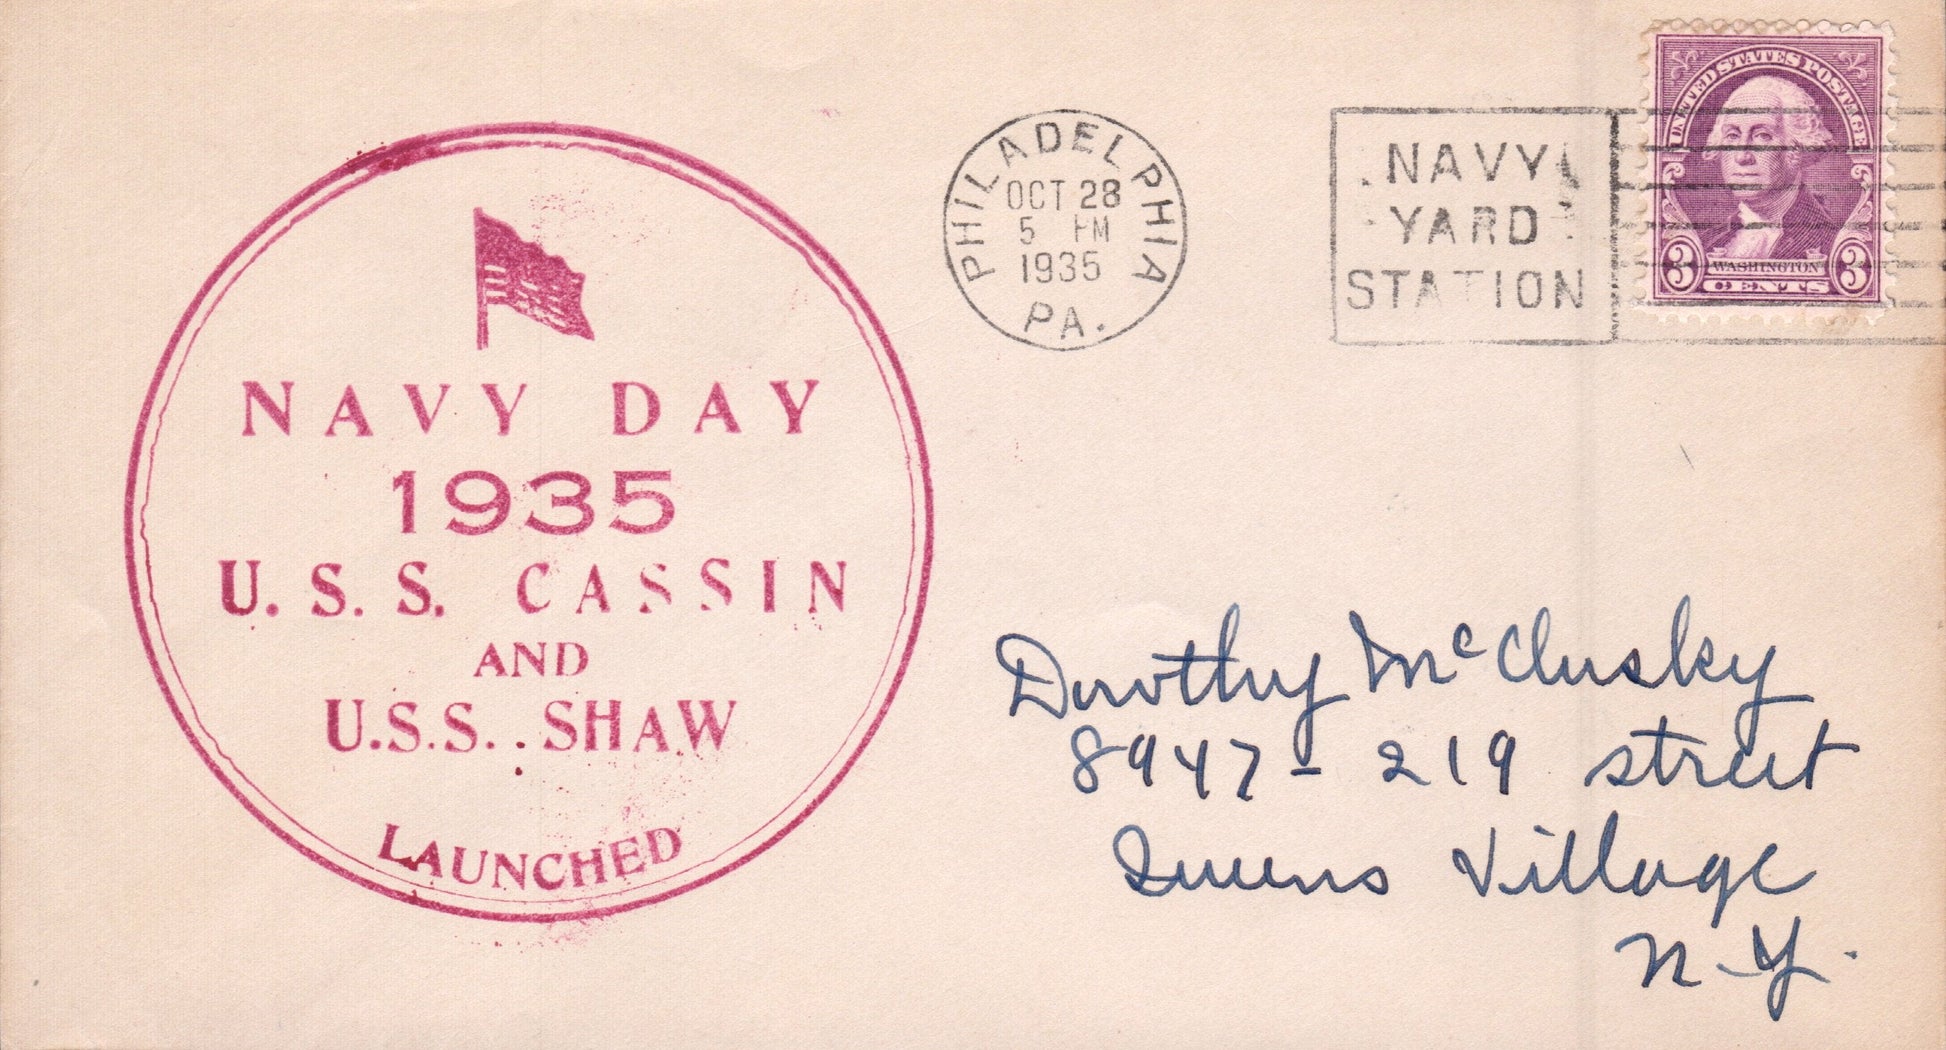 NAVY DAY
1935
U. S. S. CASSIN
AND
U.S.S. SHAW
LAUNCHED
PHILADELPHIA
OCT 28
5 PM
1935
PA.
NAVY
YARD
STATION
UNITED STATES POSTAGE
3 WASHINGTON 3
CENTS
Dorothy McClusky
8947 - 219 street
Queens Village
N.Y.